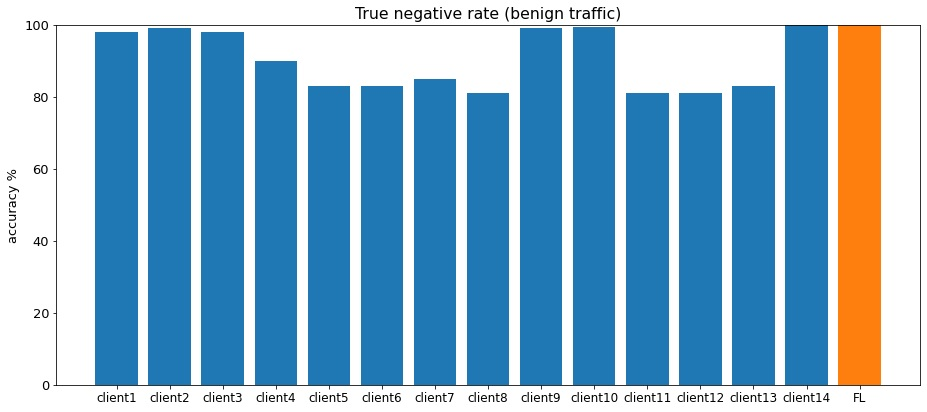 True negative rate (benign traffic)
accuracy %
100
80
60
40
20
0
client1 client2 client3 client4 client5 client6 client7 client8 client9 client10 client11 client12 client13 client14 FL